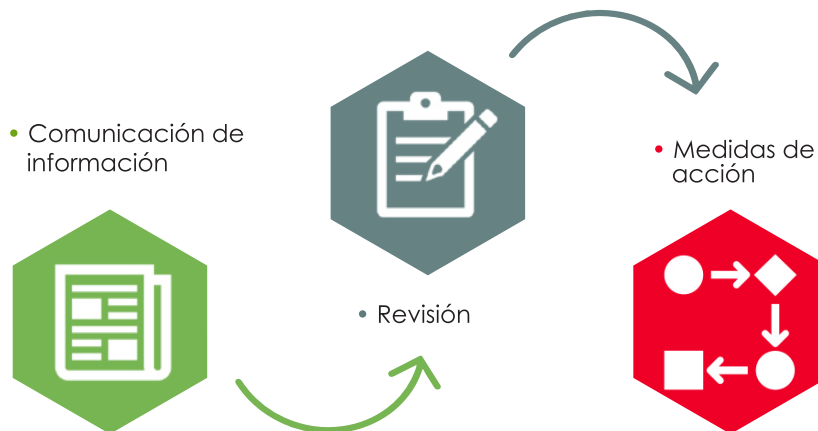 • Comunicación de
información
• Revisión
• Medidas de
acción